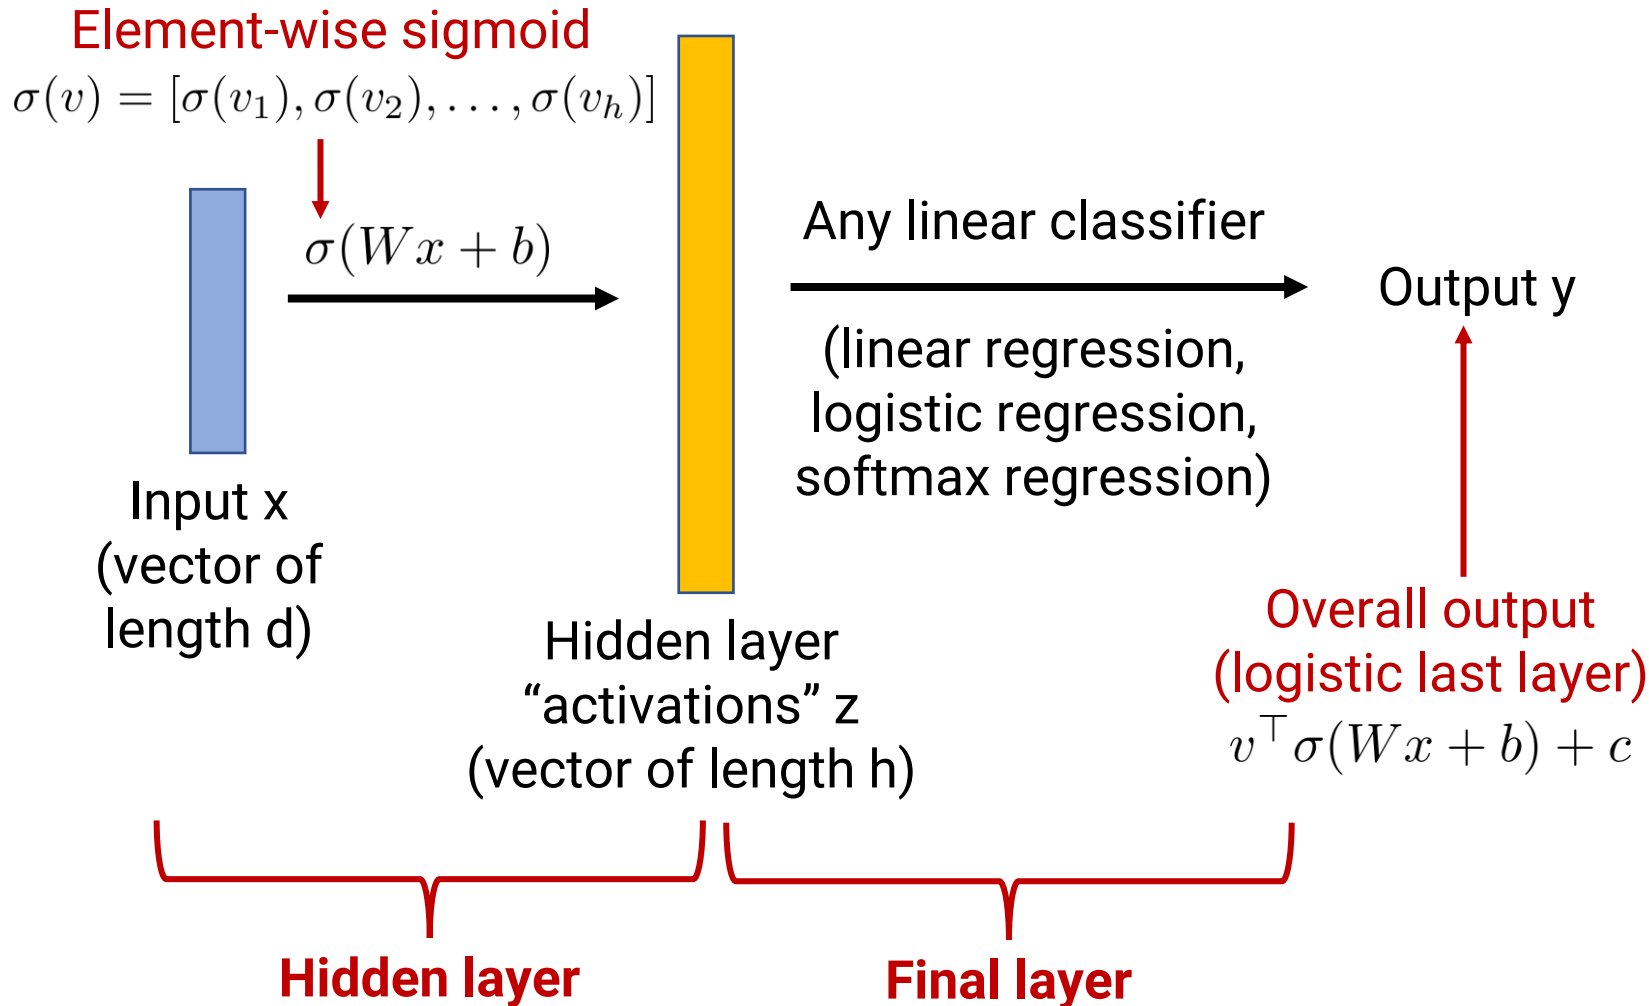 Element-wise sigmoid
σ(v) = [σ(v₁), σ(v₂), . . . , σ(v_h)]
σ(Wx + b)
Input x
(vector of
length d)
Hidden layer
“activations” z
(vector of length h)
Any linear classifier
(linear regression,
logistic regression,
softmax regression)
Output y
Overall output
(logistic last layer)
v^⊤σ(Wx + b) + c
Hidden layer
Final layer